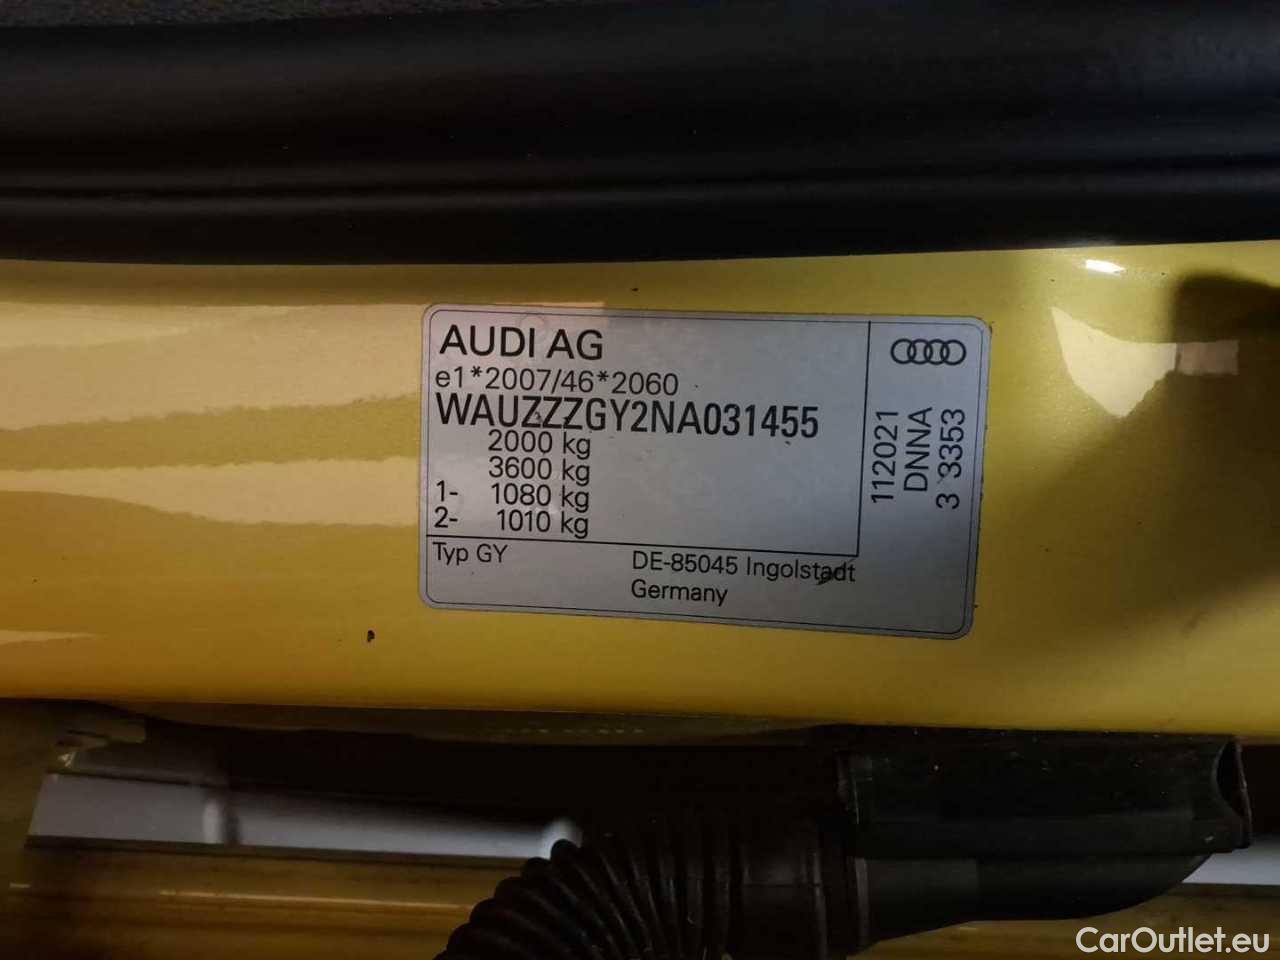 AUDI AG
e1*2007/46*2060
WAUZZZGY2NA031455
2000 kg
3600 kg
1- 1080 kg
2- 1010 kg
Typ GY
DE-85045 Ingolstadt
Germany
112021
DNNA
3 3353
CarOutlet.eu